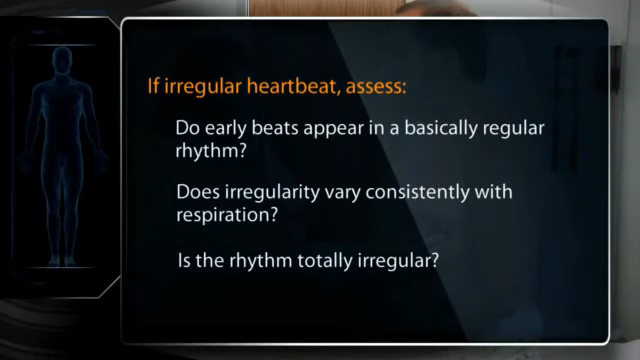 If irregular heartbeat, assess:
Do early beats appear in a basically regular
rhythm?
Does irregularity vary consistently with
respiration?
Is the rhythm totally irregular?